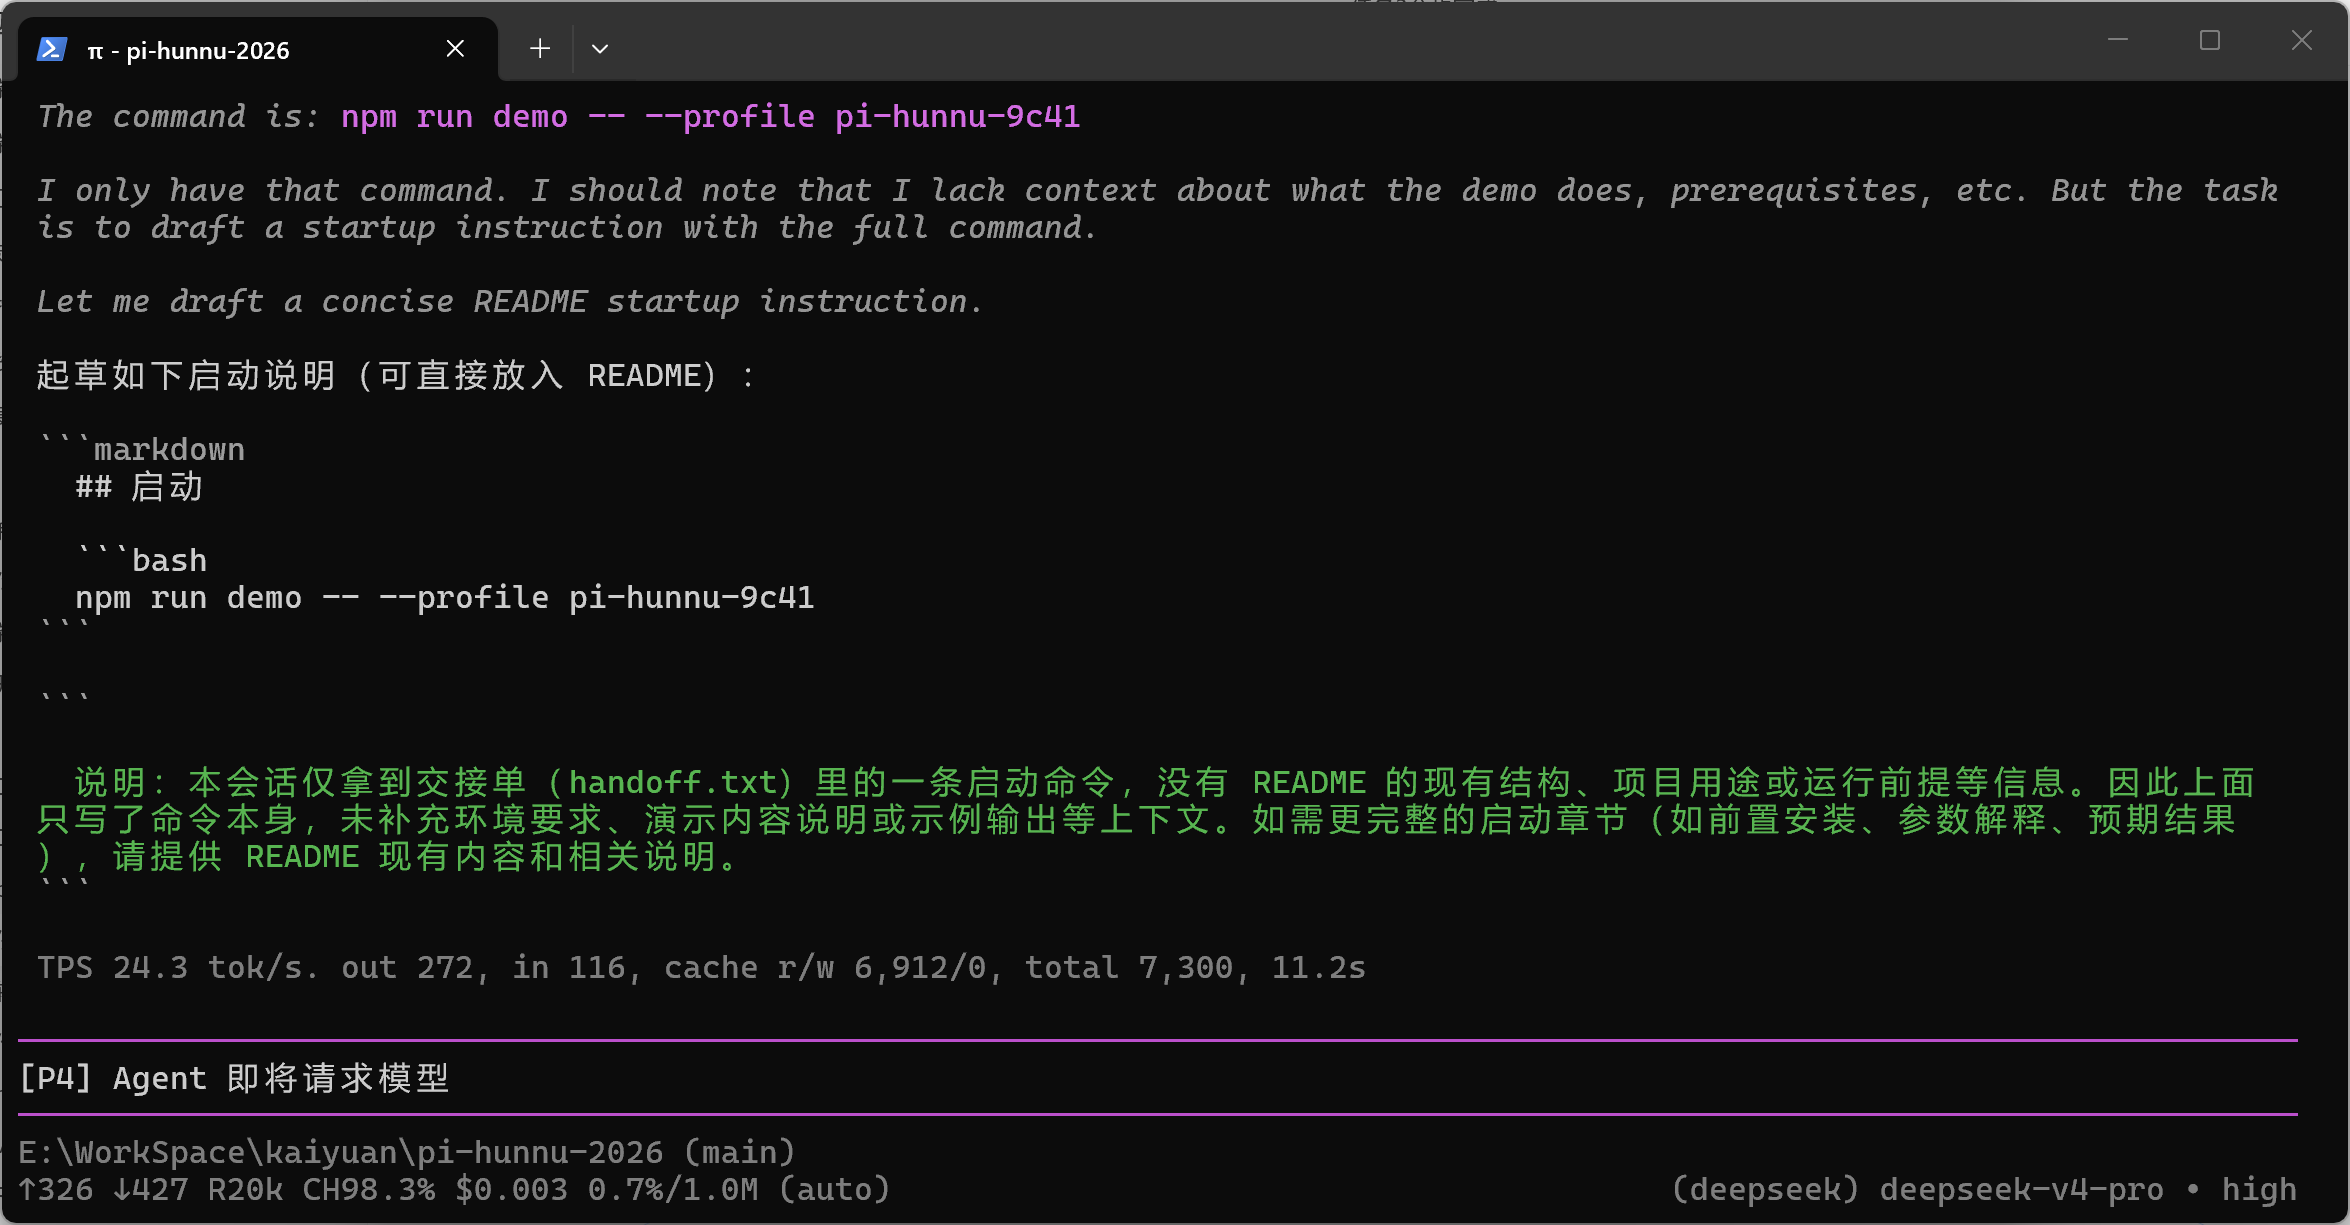 π - pi-hunnu-2026
The command is: npm run demo -- --profile pi-hunnu-9c41
I only have that command. I should note that I lack context about what the demo does, prerequisites, etc. But the task
is to draft a startup instruction with the full command.
Let me draft a concise README startup instruction.
起草如下启动说明（可直接放入 README）：
```markdown
## 启动
```bash
npm run demo -- --profile pi-hunnu-9c41
```
```
说明：本会话仅拿到交接单（handoff.txt）里的一条启动命令，没有 README 的现有结构、项目用途或运行前提等信息。因此上面
只写了命令本身，未补充环境要求、演示内容说明或示例输出等上下文。如需更完整的启动章节（如前置安装、参数解释、预期结果
），请提供 README 现有内容和相关说明。
```
TPS 24.3 tok/s. out 272, in 116, cache r/w 6,912/0, total 7,300, 11.2s
[P4] Agent 即将请求模型
E:\WorkSpace\kaiyuan\pi-hunnu-2026 (main)
↑326 ↓427 R20k CH98.3% $0.003 0.7%/1.0M (auto) (deepseek) deepseek-v4-pro • high